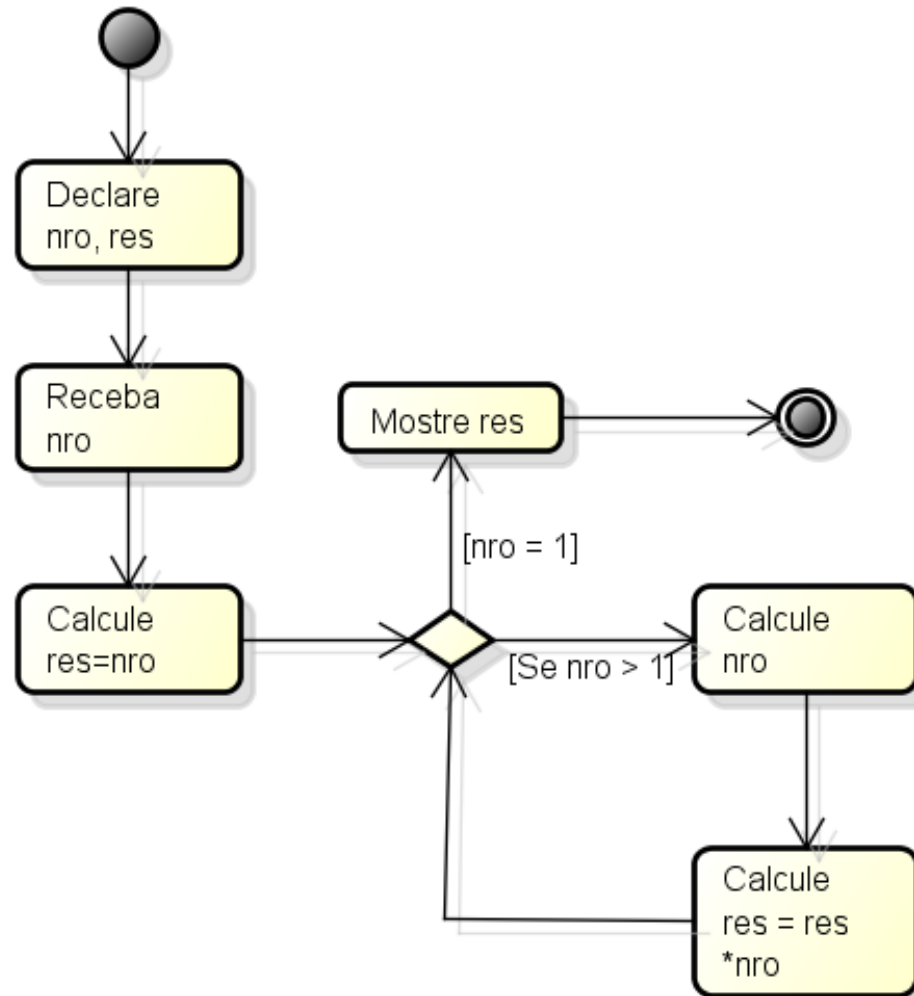 Declare
nro, res
Receba
nro
Calcule
res=nro
Mostre res
[nro = 1]
[Se nro > 1]
Calcule
nro
Calcule
res = res
*nro